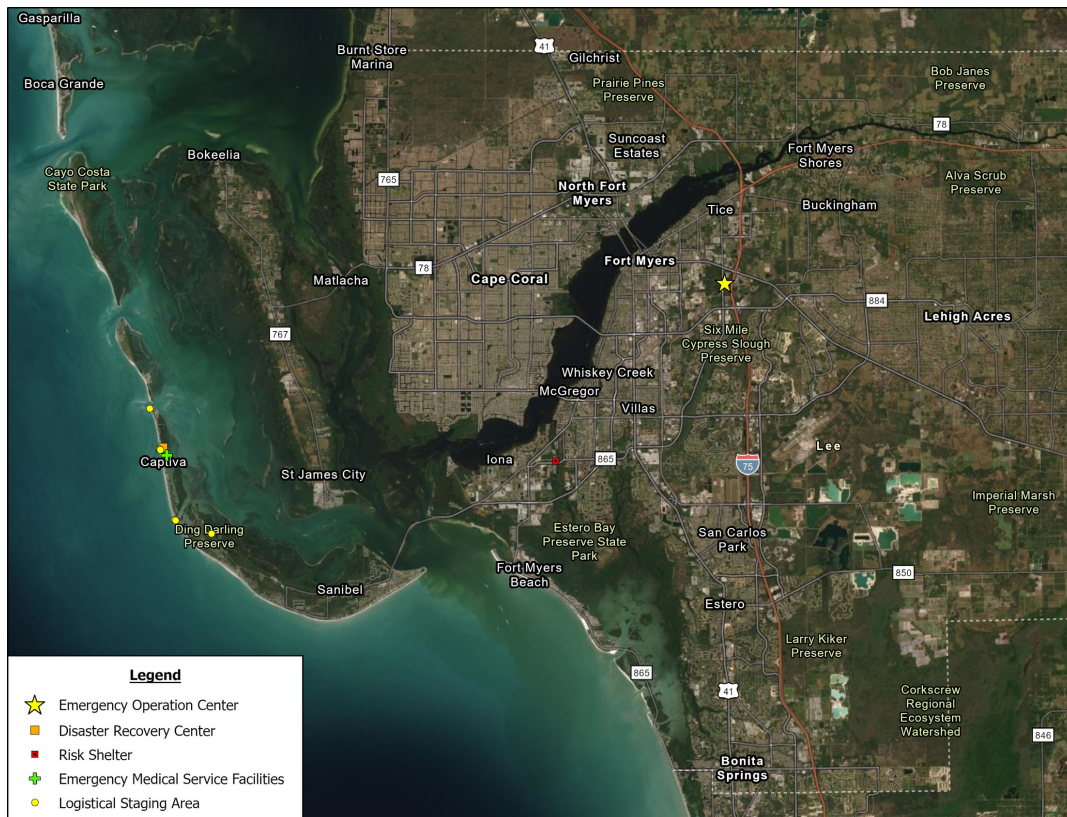 Gasparilla
41
Burnt Store
Marina
Gilchrist
Boca Grande
Prairie Pines
Preserve
Bob Janes
Preserve
78
Suncoast
Estates
Fort Myers
Shores
Bokeelia
Cayo Costa
State Park
765
Alva Scrub
Preserve
North Fort
Myers
Tice
Buckingham
Fort Myers
78
Cape Coral
Matlacha
884
Lehigh Acres
767
Six Mile
Cypress Slough
Preserve
Whiskey Creek
McGregor
Villas
Lee
Captiva
Iona
865
75
St James City
Imperial Marsh
Preserve
Ding Darling
Preserve
Estero Bay
Preserve State
Park
San Carlos
Park
Fort Myers
Beach
850
Sanibel
Estero
Larry Kiker
Preserve
865
41
Corkscrew
Regional
Ecosystem
Watershed
846
Bonita
Springs
Legend
Emergency Operation Center
Disaster Recovery Center
Risk Shelter
Emergency Medical Service Facilities
Logistical Staging Area